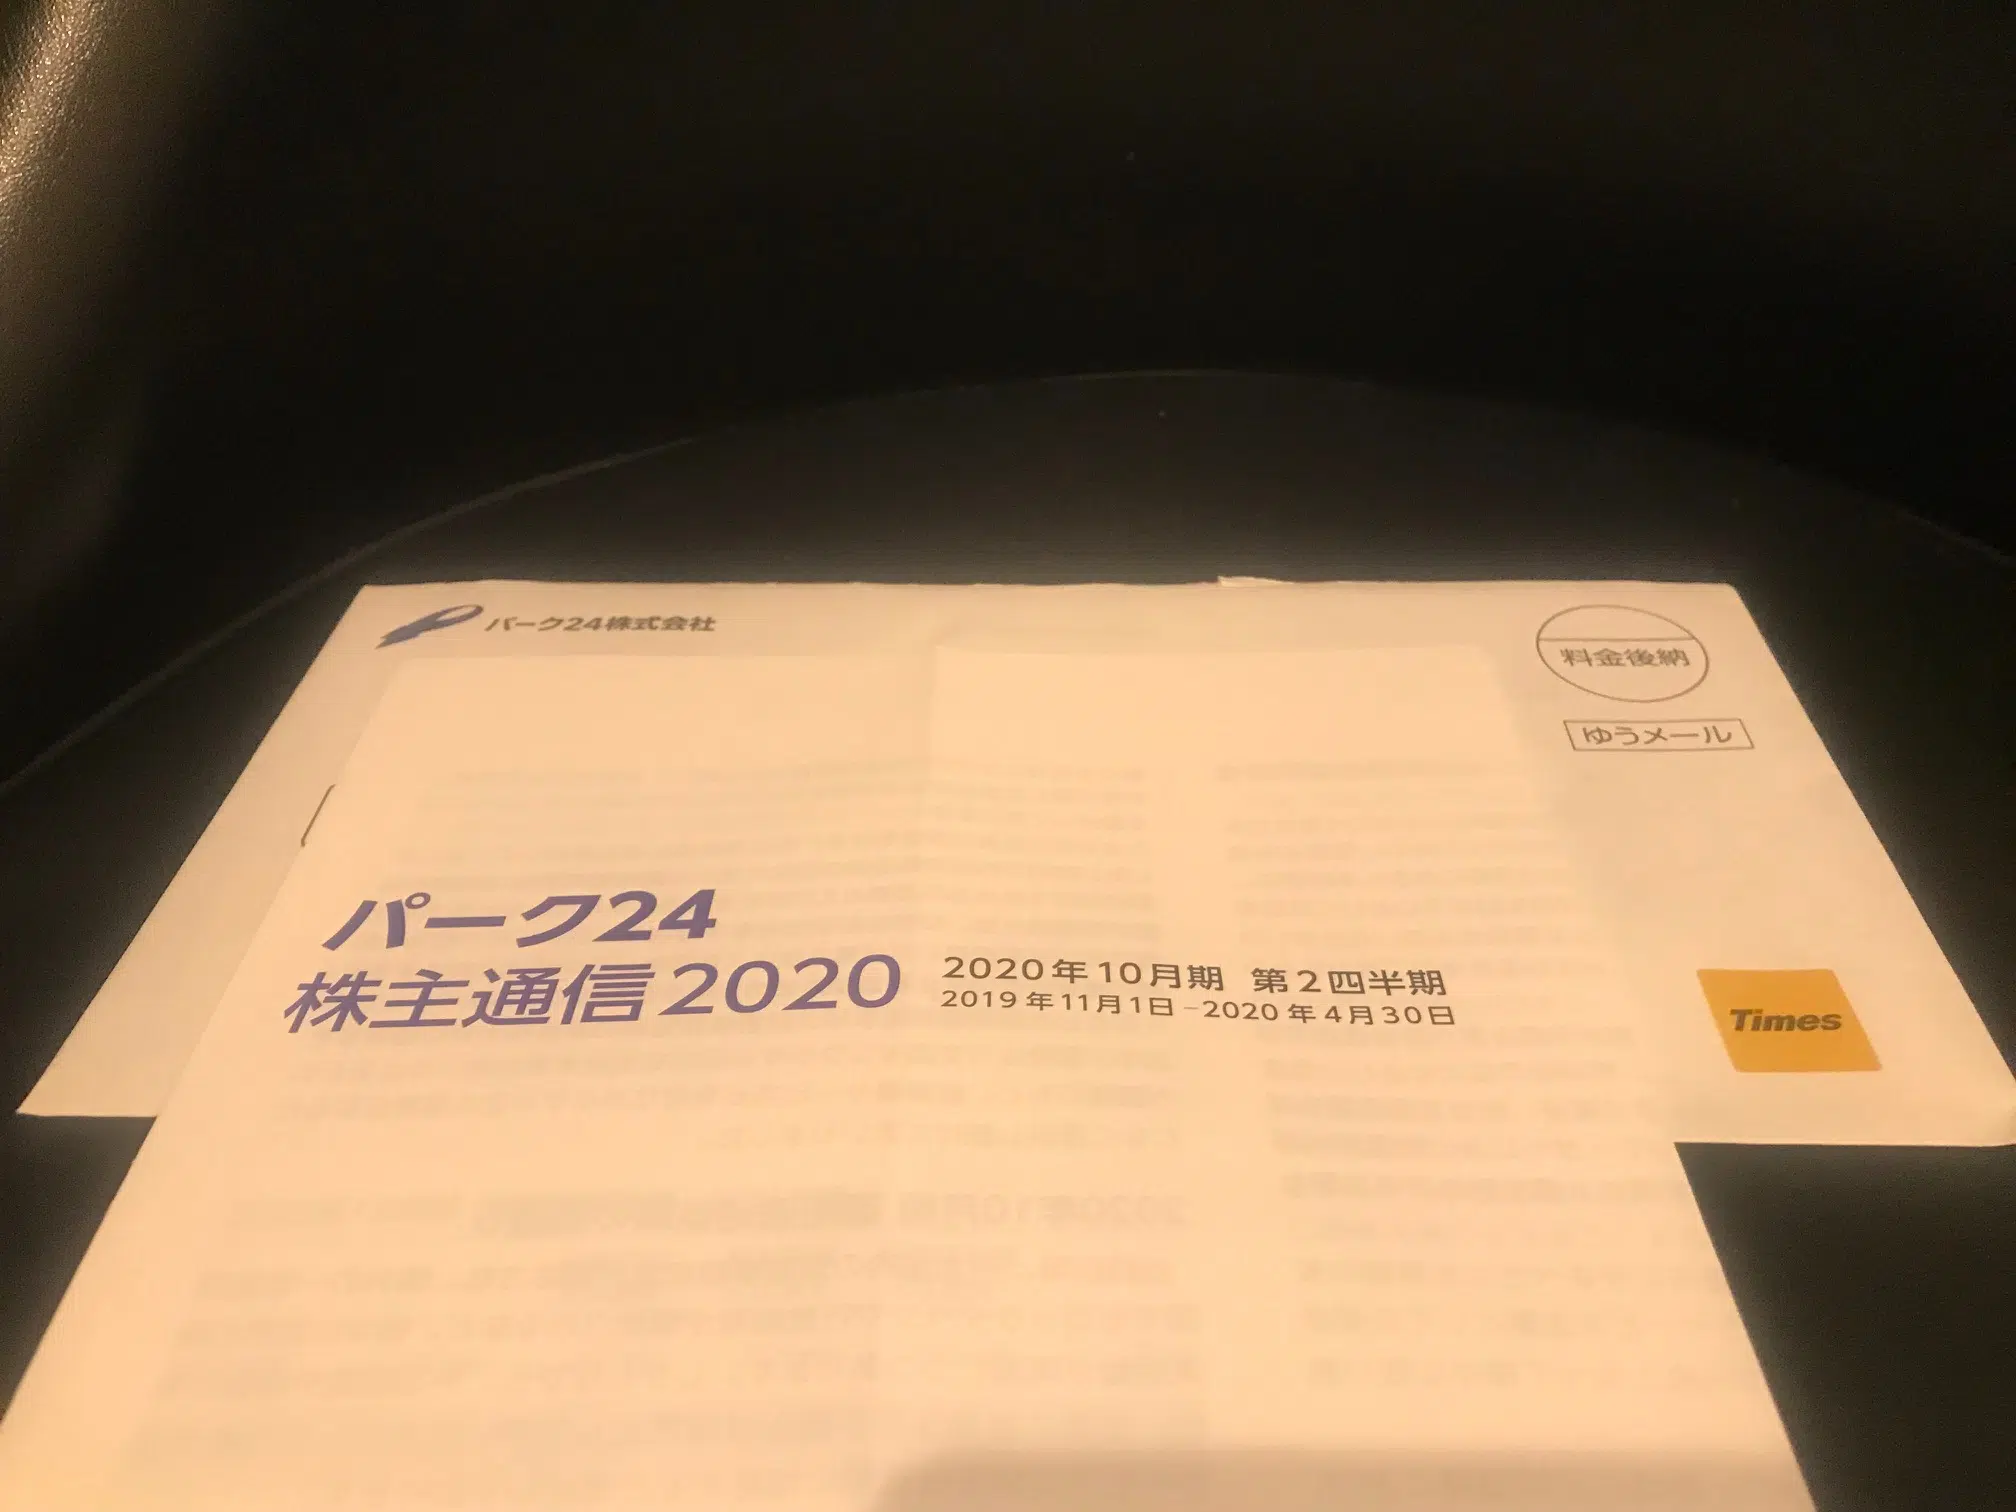 パーク24株式会社
料金後納
ゆうメール
パーク24
株主通信2020
2020年10月期 第2四半期
2019年11月1日-2020年4月30日
Times